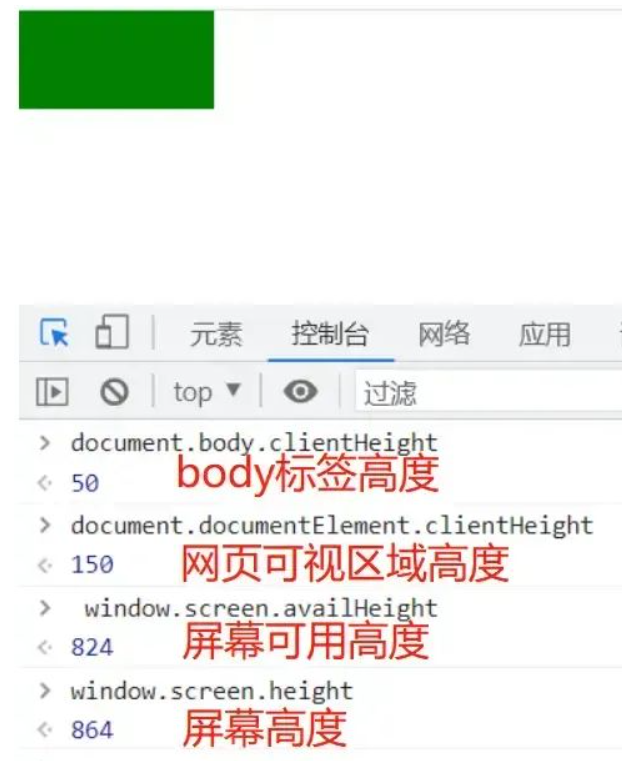 元素 控制台 网络 应用
top 过滤
document.body.clientHeight
body标签高度
50
document.documentElement.clientHeight
网页可视区域高度
150
window.screen.availHeight
屏幕可用高度
824
window.screen.height
屏幕高度
864